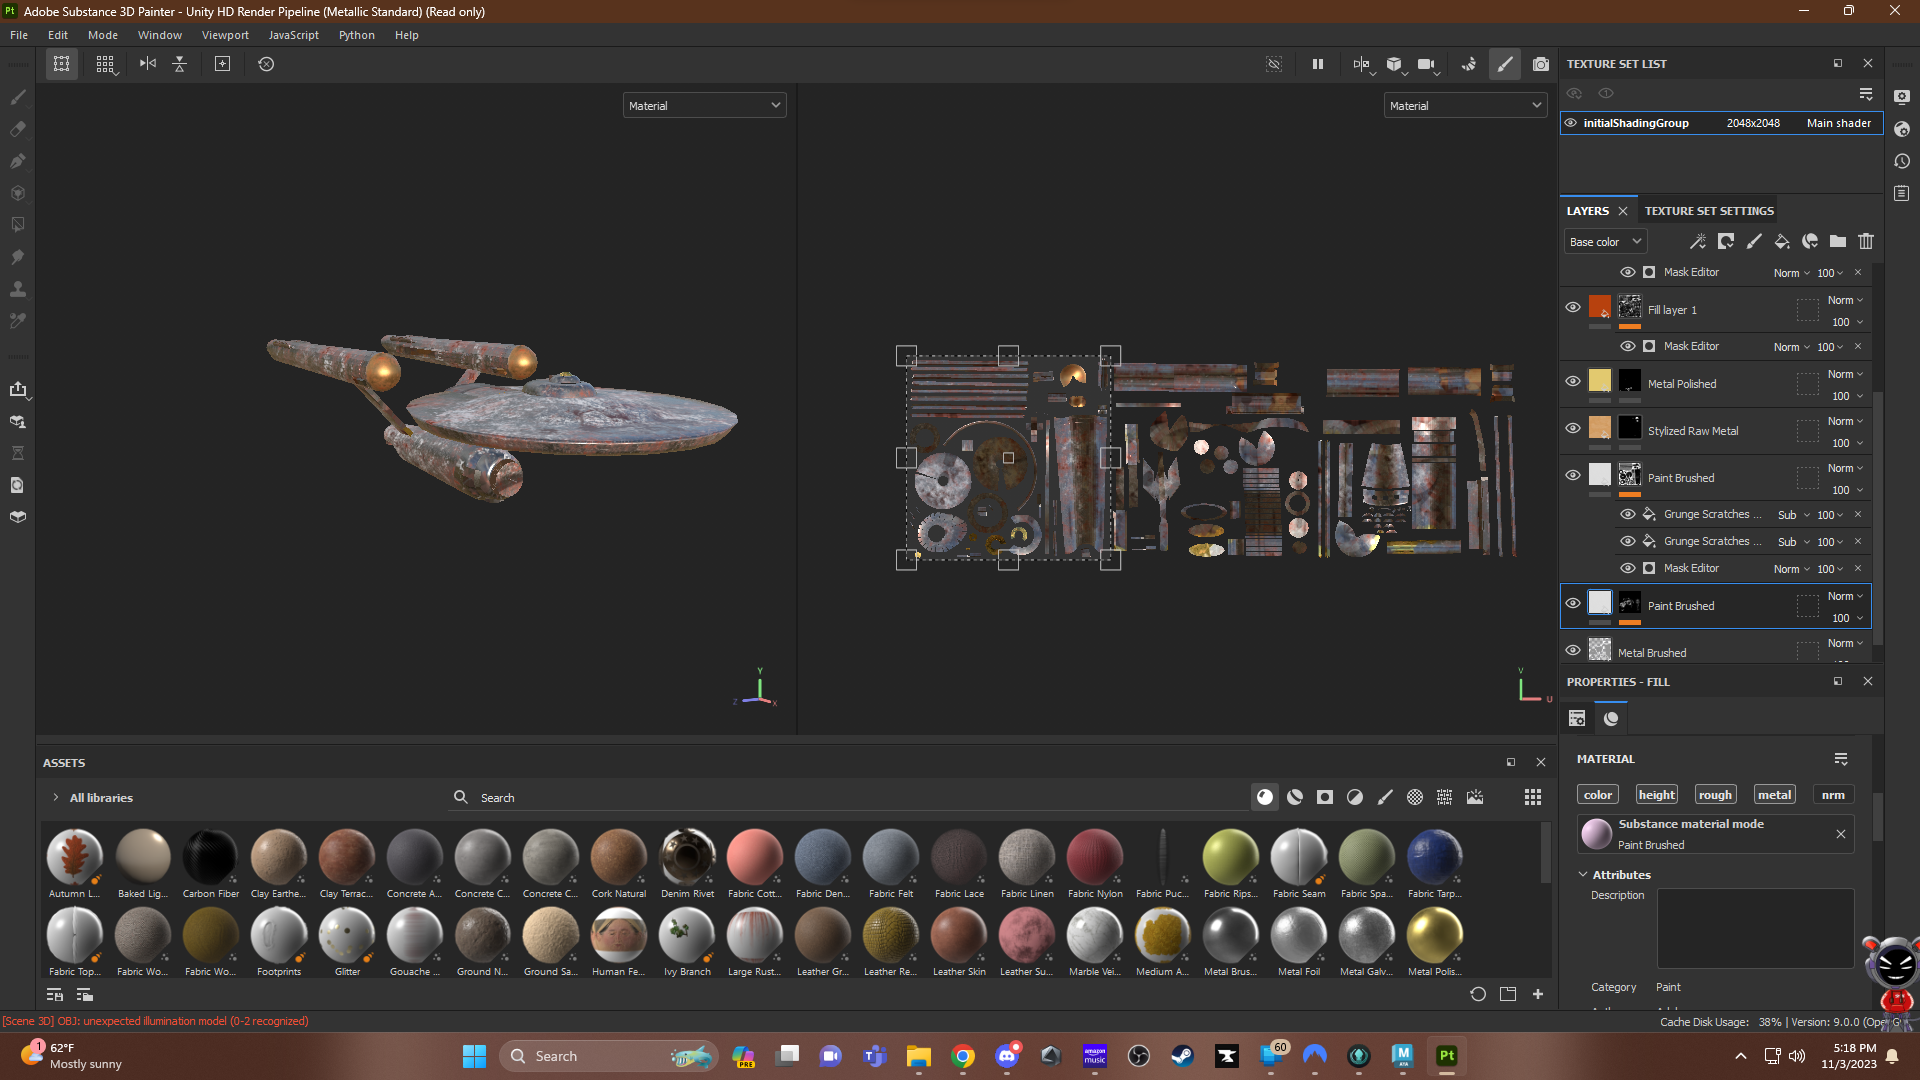 Pt Adobe Substance 3D Painter - Unity HD Render Pipeline (Metallic Standard) (Read only)
File Edit Mode Window Viewport JavaScript Python Help
Material
Material
TEXTURE SET LIST
initialShadingGroup 2048x2048 Main shader
LAYERS TEXTURE SET SETTINGS
Base color
Mask Editor Norm 100
Fill layer 1 Norm 100
Mask Editor Norm 100
Metal Polished Norm 100
Stylized Raw Metal Norm 100
Paint Brushed Norm 100
Grunge Scratches ... Sub 100
Grunge Scratches ... Sub 100
Mask Editor Norm 100
Paint Brushed Norm 100
Metal Brushed Norm
Y
Z
X
V
U
PROPERTIES - FILL
MATERIAL
color height rough metal nrm
Substance material mode
Paint Brushed
Attributes
Description
Category Paint
ASSETS
All libraries
Search
Autumn L... Baked Lig... Carbon Fiber Clay Earthe... Clay Terrac... Concrete A... Concrete C... Concrete C... Cork Natural Denim Rivet Fabric Cott... Fabric Den... Fabric Felt Fabric Lace Fabric Linen Fabric Nylon Fabric Puc... Fabric Rips... Fabric Seam Fabric Spa... Fabric Tarp...
Fabric Top... Fabric Wo... Fabric Wo... Footprints Glitter Gouache ... Ground N... Ground Sa... Human Fe... Ivy Branch Large Rust... Leather Gr... Leather Re... Leather Skin Leather Su... Marble Vei... Medium A... Metal Brus... Metal Foil Metal Galv... Metal Polis...
[Scene 3D] OBJ: unexpected illumination model (0-2 recognized)
Cache Disk Usage: 38% | Version: 9.0.0 (Ope
1
62°F
Mostly sunny
Search
PRE
amazon music
60
M
Pt
5:18 PM
11/3/2023